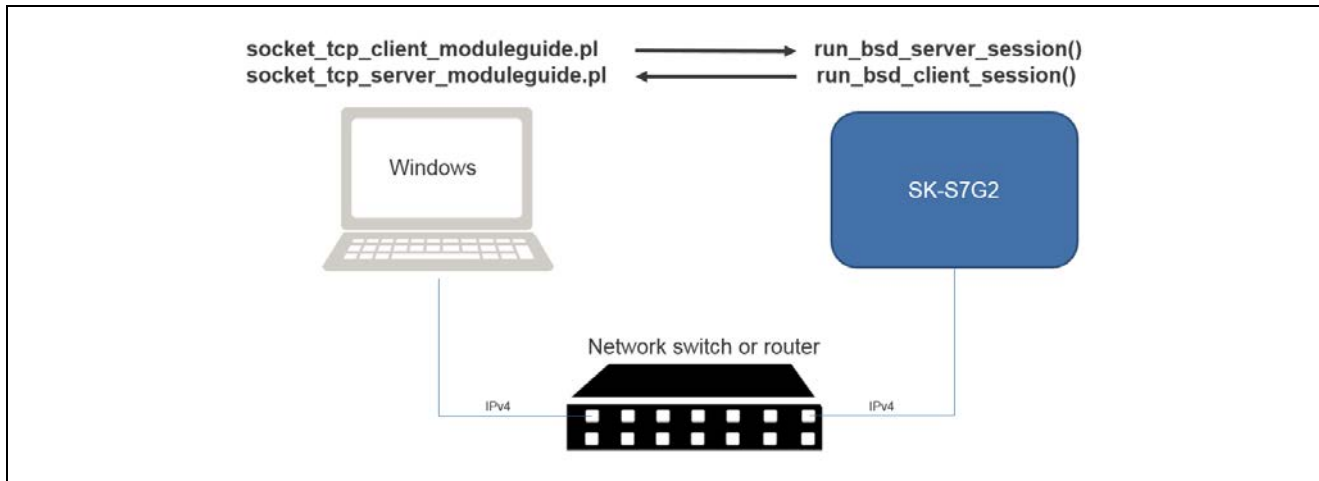 socket_tcp_client_moduleguide.pl run_bsd_server_session()
socket_tcp_server_moduleguide.pl run_bsd_client_session()
Windows
SK-S7G2
Network switch or router
IPv4 IPv4